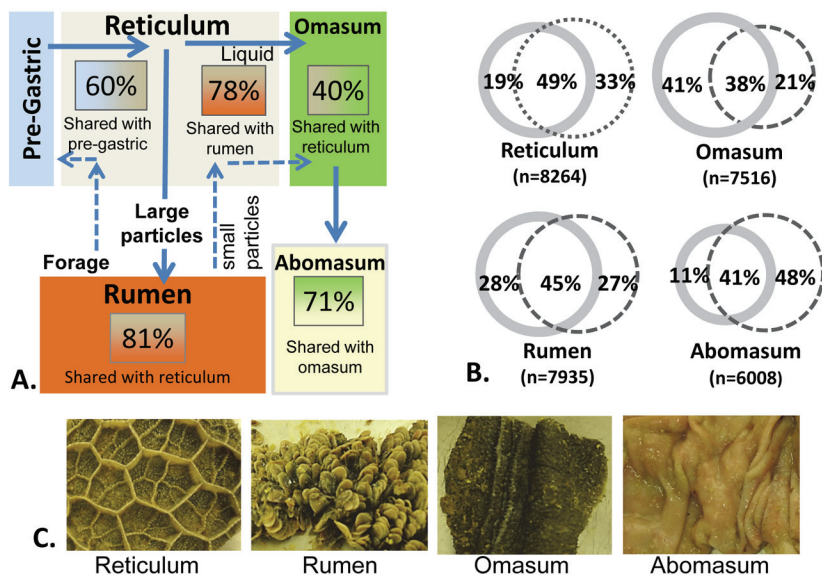 Pre-Gastric
Reticulum
60%
Shared with
pre-gastric
Liquid
78%
Shared with
rumen
Omasum
40%
Shared with
reticulum
Large
particles
small
particles
Forage
Rumen
81%
Shared with reticulum
Abomasum
71%
Shared with
omasum
A.
19% 49% 33%
Reticulum
(n=8264)
41% 38% 21%
Omasum
(n=7516)
28% 45% 27%
Rumen
(n=7935)
11% 41% 48%
Abomasum
(n=6008)
B.
C.
Reticulum
Rumen
Omasum
Abomasum